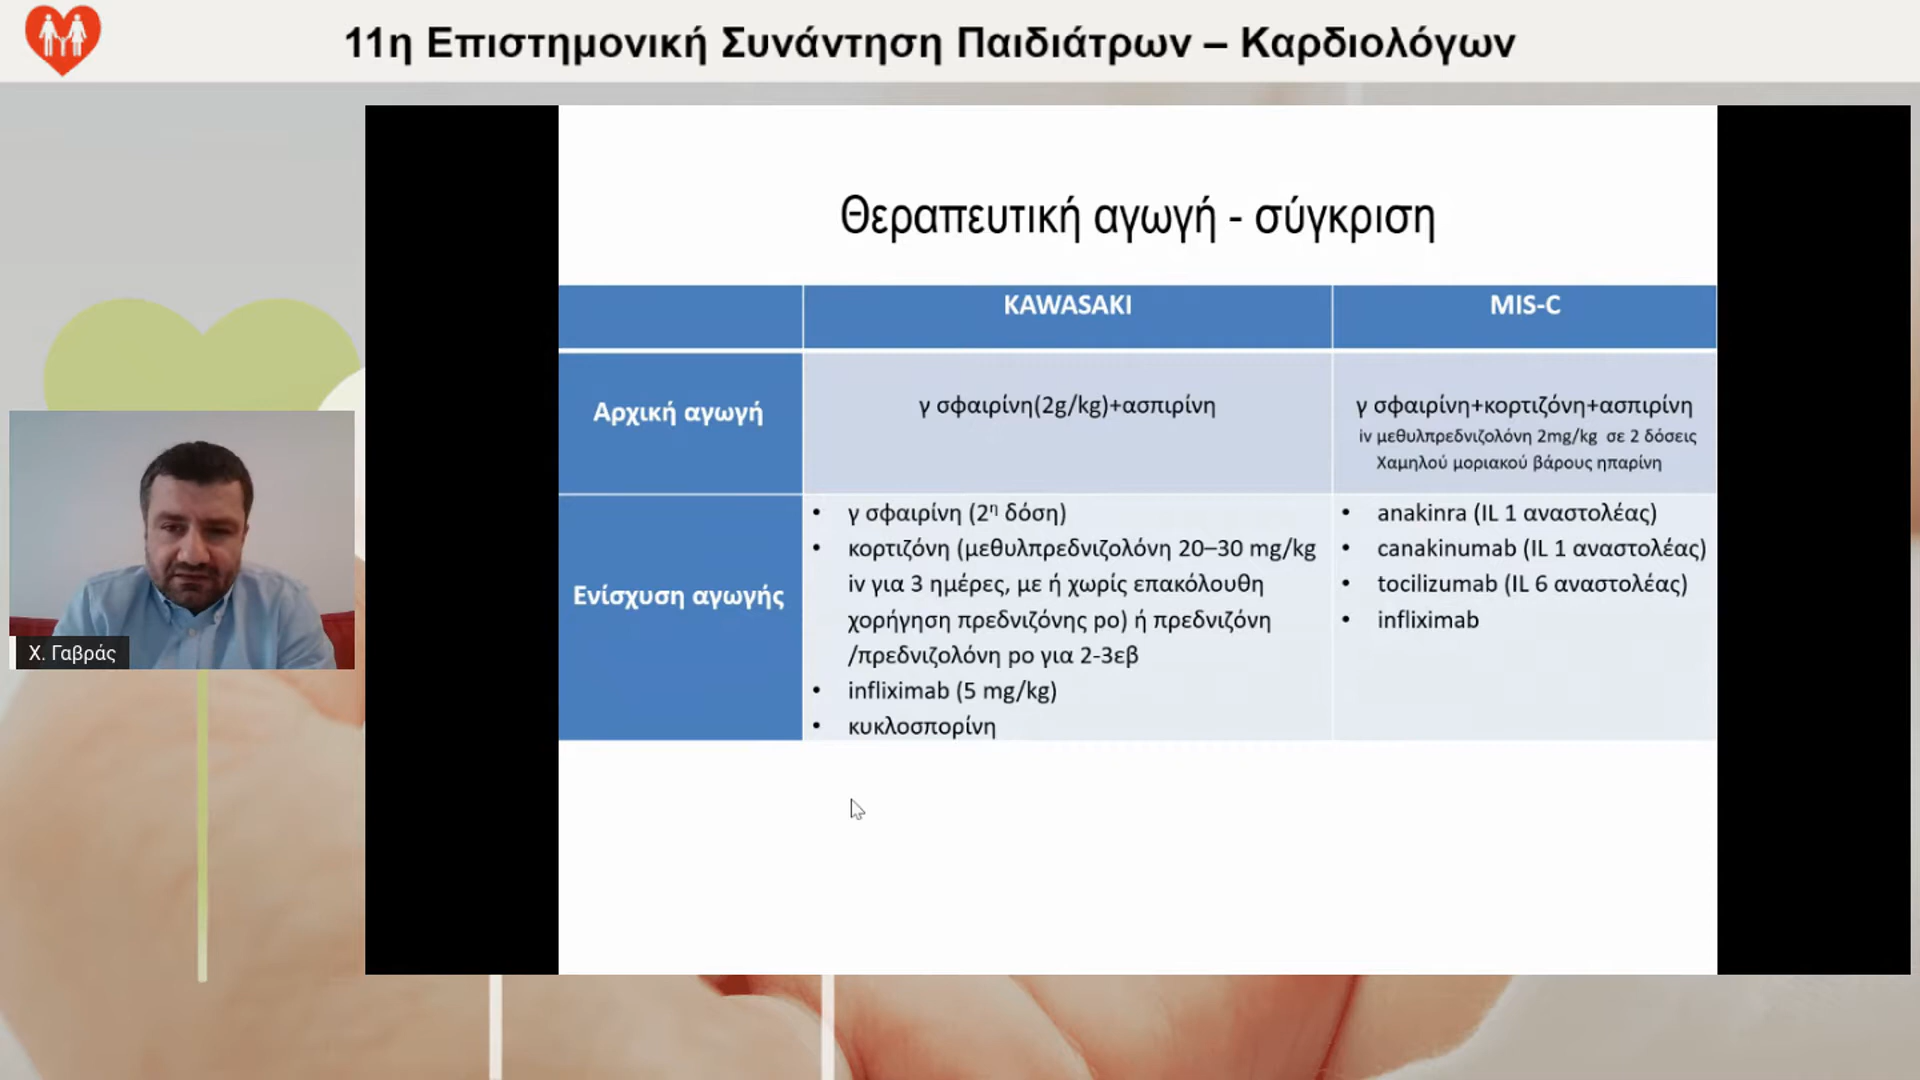 11η Επιστημονική Συνάντηση Παιδιάτρων – Καρδιολόγων
Θεραπευτική αγωγή - σύγκριση
KAWASAKI
MIS-C
Αρχική αγωγή
γ σφαιρίνη(2g/kg)+ασπιρίνη
γ σφαιρίνη+κορτιζόνη+ασπιρίνη
iv μεθυλπρεδνιζολόνη 2mg/kg σε 2 δόσεις
Χαμηλού μοριακού βάρους ηπαρίνη
Ενίσχυση αγωγής
• γ σφαιρίνη (2η δόση)
• κορτιζόνη (μεθυλπρεδνιζολόνη 20–30 mg/kg
iv για 3 ημέρες, με ή χωρίς επακόλουθη
χορήγηση πρεδνιζόνης po) ή πρεδνιζόνη
/πρεδνιζολόνη po για 2-3εβ
• infliximab (5 mg/kg)
• κυκλοσπορίνη
• anakinra (IL 1 αναστολέας)
• canakinumab (IL 1 αναστολέας)
• tocilizumab (IL 6 αναστολέας)
• infliximab
Χ. Γαβράς